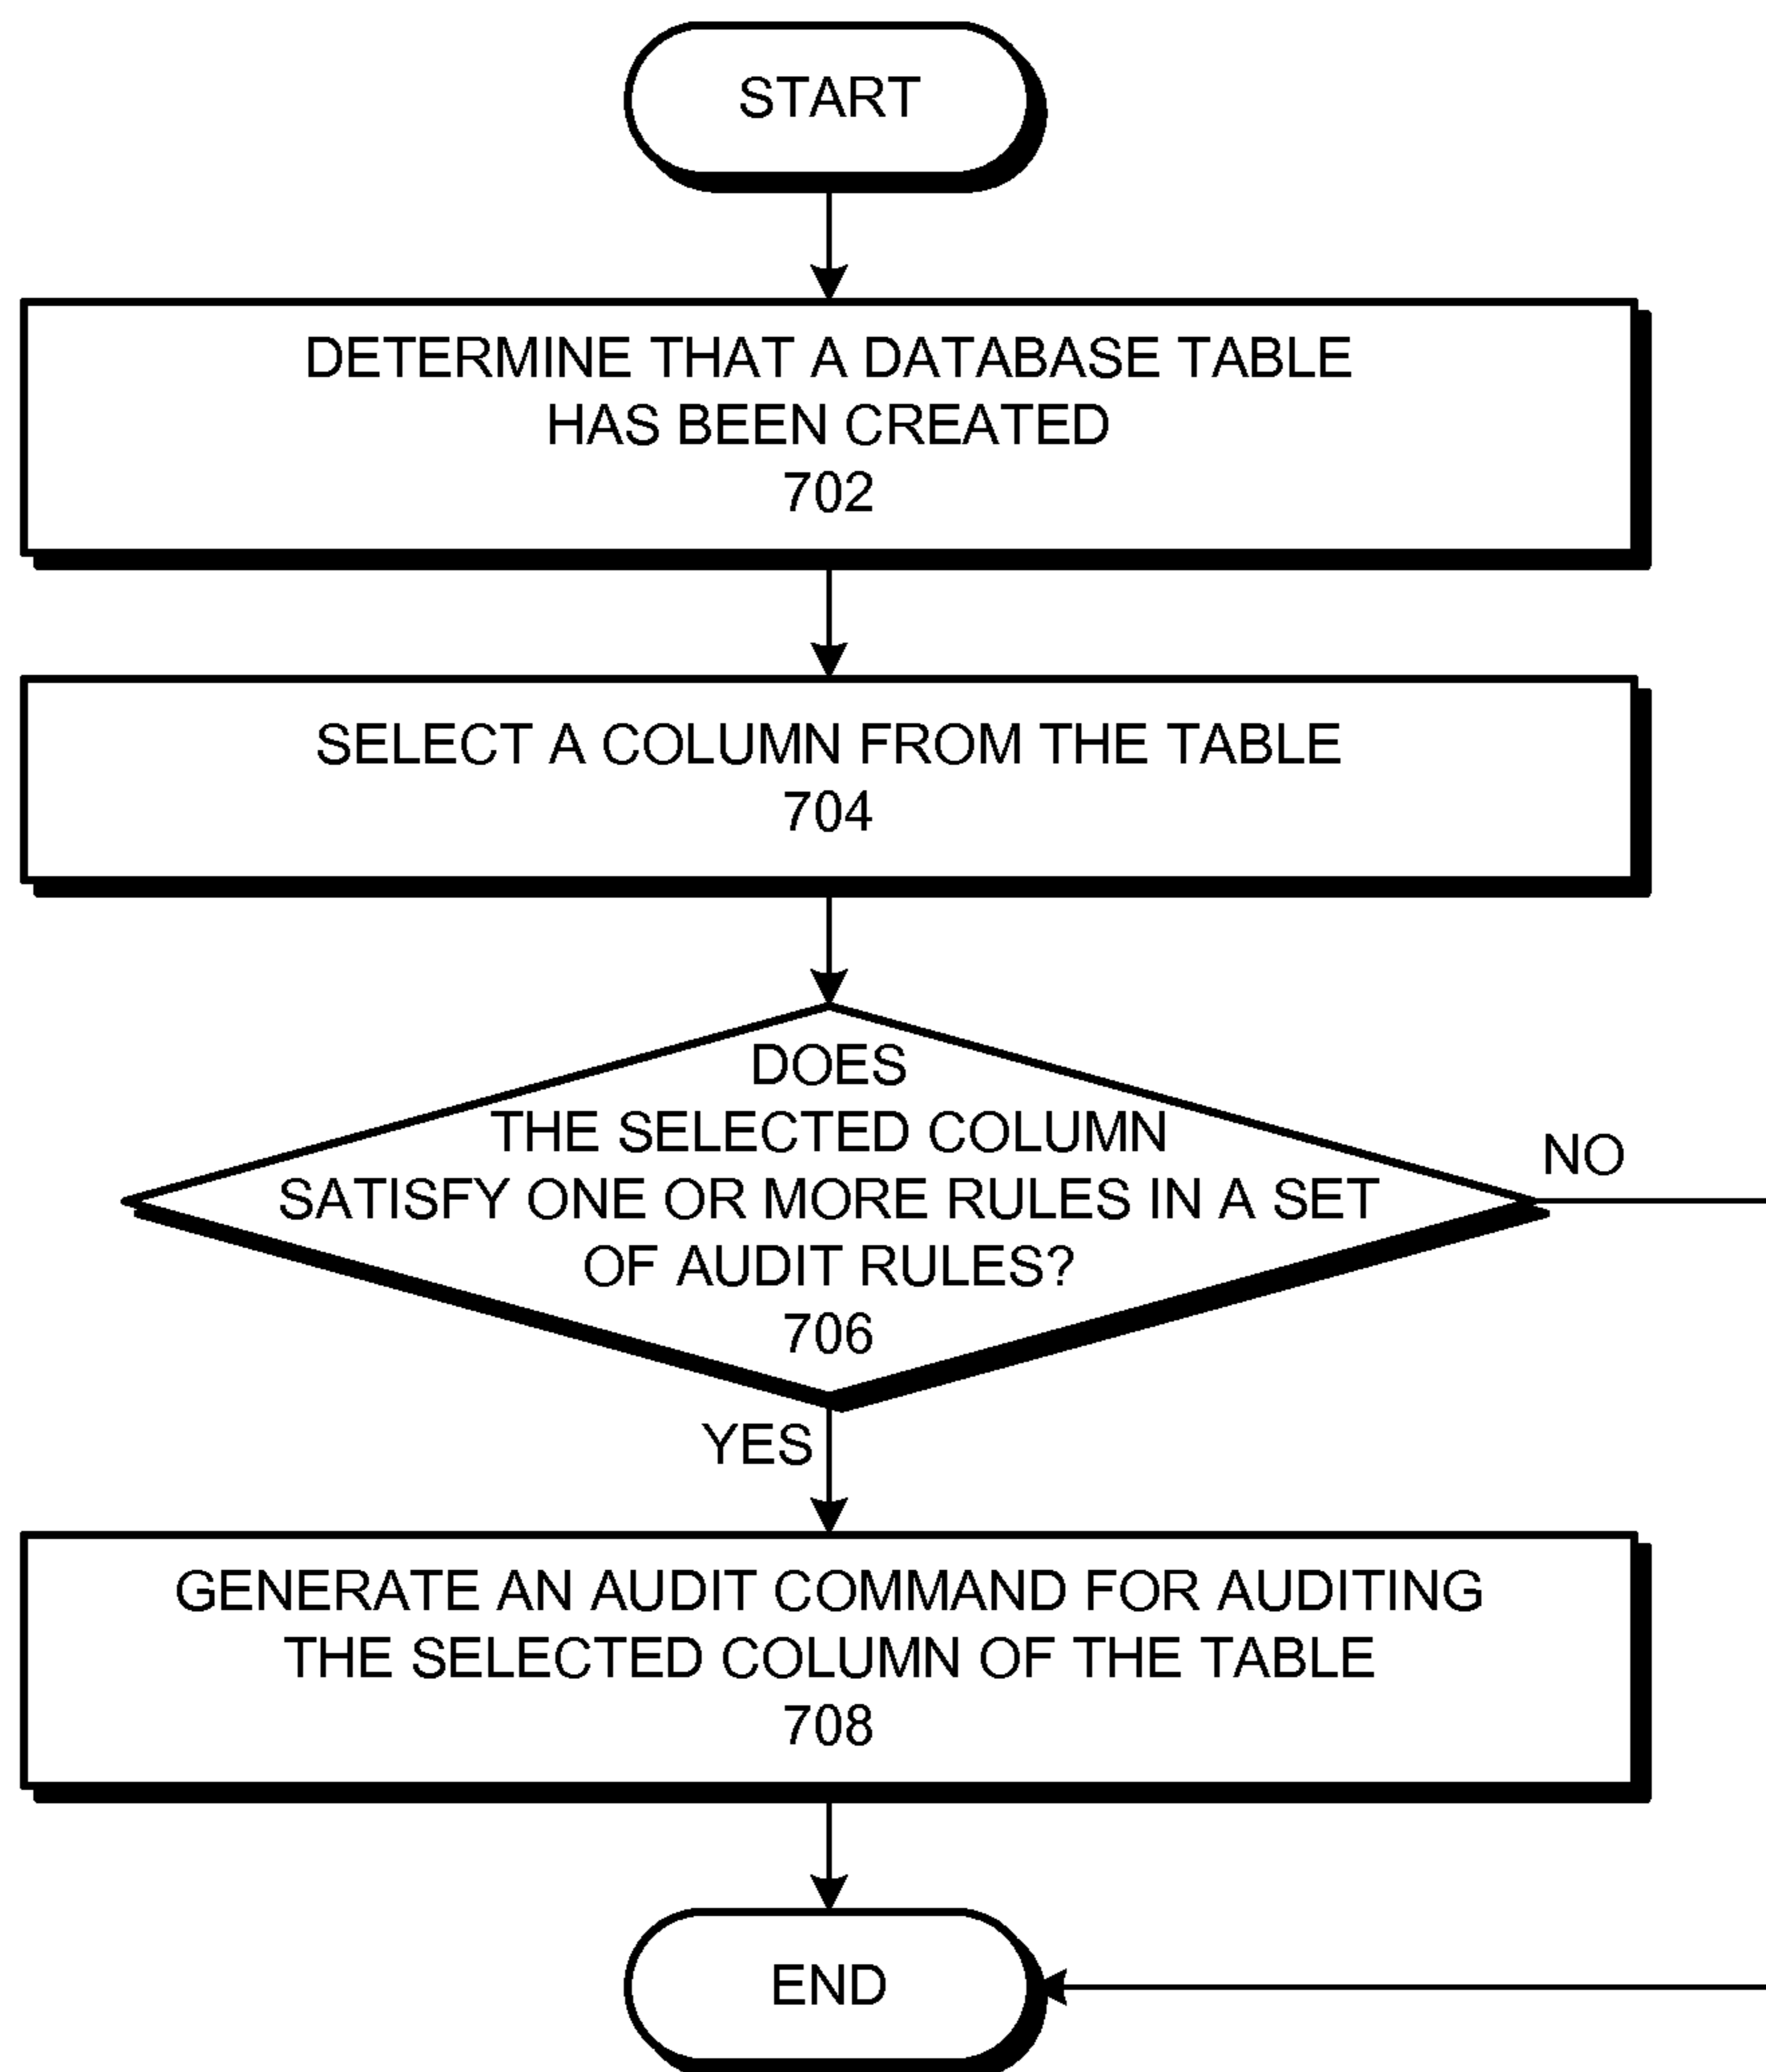 START
DETERMINE THAT A DATABASE TABLE
HAS BEEN CREATED
702
SELECT A COLUMN FROM THE TABLE
704
DOES
THE SELECTED COLUMN
SATISFY ONE OR MORE RULES IN A SET
OF AUDIT RULES?
706
NO
YES
GENERATE AN AUDIT COMMAND FOR AUDITING
THE SELECTED COLUMN OF THE TABLE
708
END